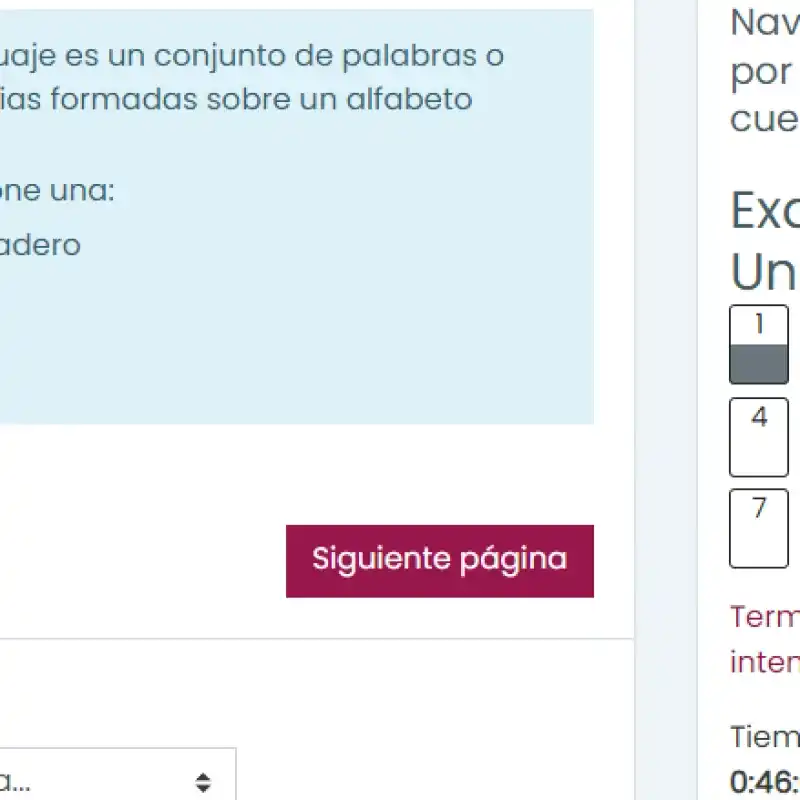 uaje es un conjunto de palabras o
ias formadas sobre un alfabeto
one una:
adero
Siguiente página
a...
Nav
por
cue
Exa
Un
1
4
7
Term
inten
Tiem
0:46: